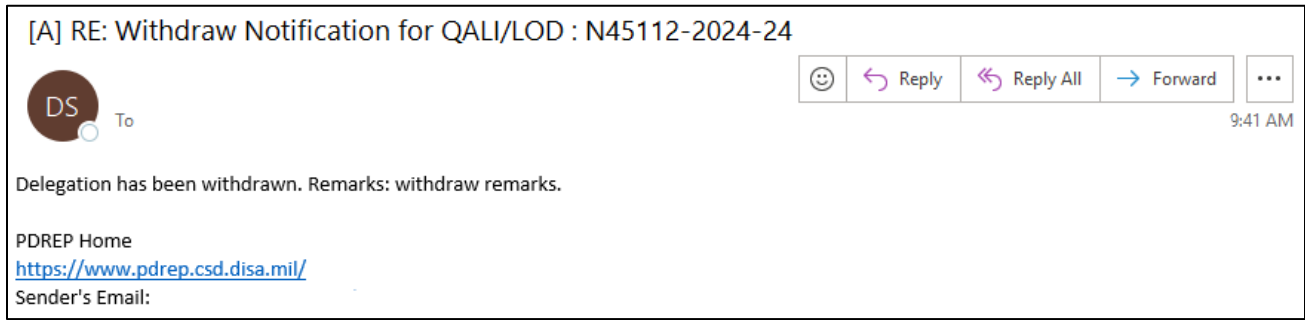 [A] RE: Withdraw Notification for QALI/LOD : N45112-2024-24
Reply
Reply All
Forward
DS
To
9:41 AM
Delegation has been withdrawn. Remarks: withdraw remarks.
PDREP Home
https://www.pdrep.csd.disa.mil/
Sender's Email: